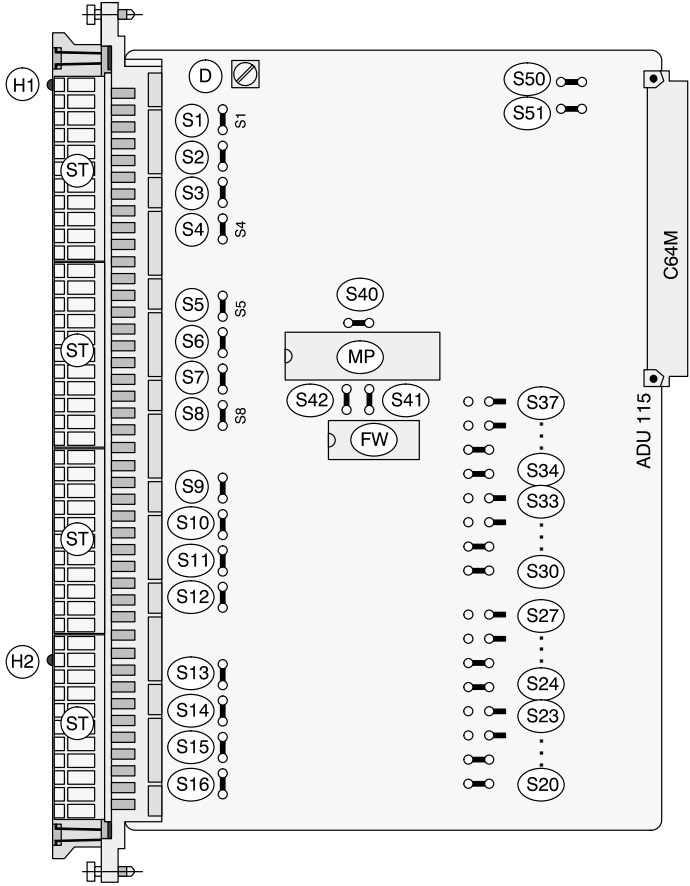 H1
D
S50
S51
S1 S1
S2
ST
S3
S4 S4
C64M
S40
S5 S5
S6
ST
MP
S7
S42 S41
S37
S8 S8
ADU 115
FW
S34
S9
S33
S10
ST
S11
S30
S12
S27
H2
S13
S24
S14
S23
ST
S15
S16
S20